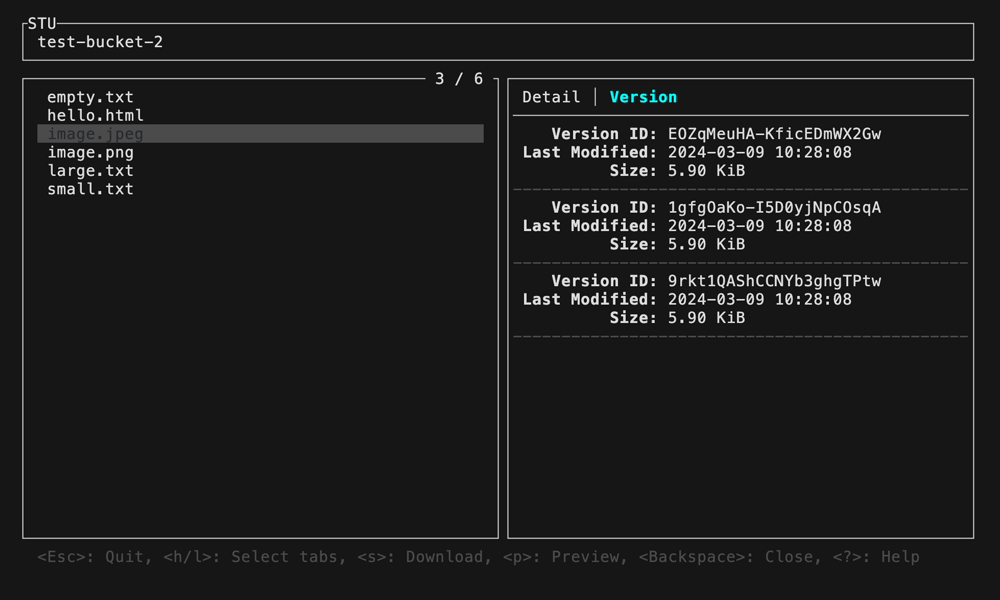 STU
test-bucket-2
3 / 6
empty.txt
hello.html
image.jpeg
image.png
large.txt
small.txt
Detail | Version
Version ID: EOZqMeuHA-KficEDmWX2Gw
Last Modified: 2024-03-09 10:28:08
Size: 5.90 KiB
Version ID: 1gfgOaKo-I5D0yjNpCOsqA
Last Modified: 2024-03-09 10:28:08
Size: 5.90 KiB
Version ID: 9rkt1QAShCCNYb3ghgTPtw
Last Modified: 2024-03-09 10:28:08
Size: 5.90 KiB
<Esc>: Quit, <h/l>: Select tabs, <s>: Download, <p>: Preview, <Backspace>: Close, <?>: Help